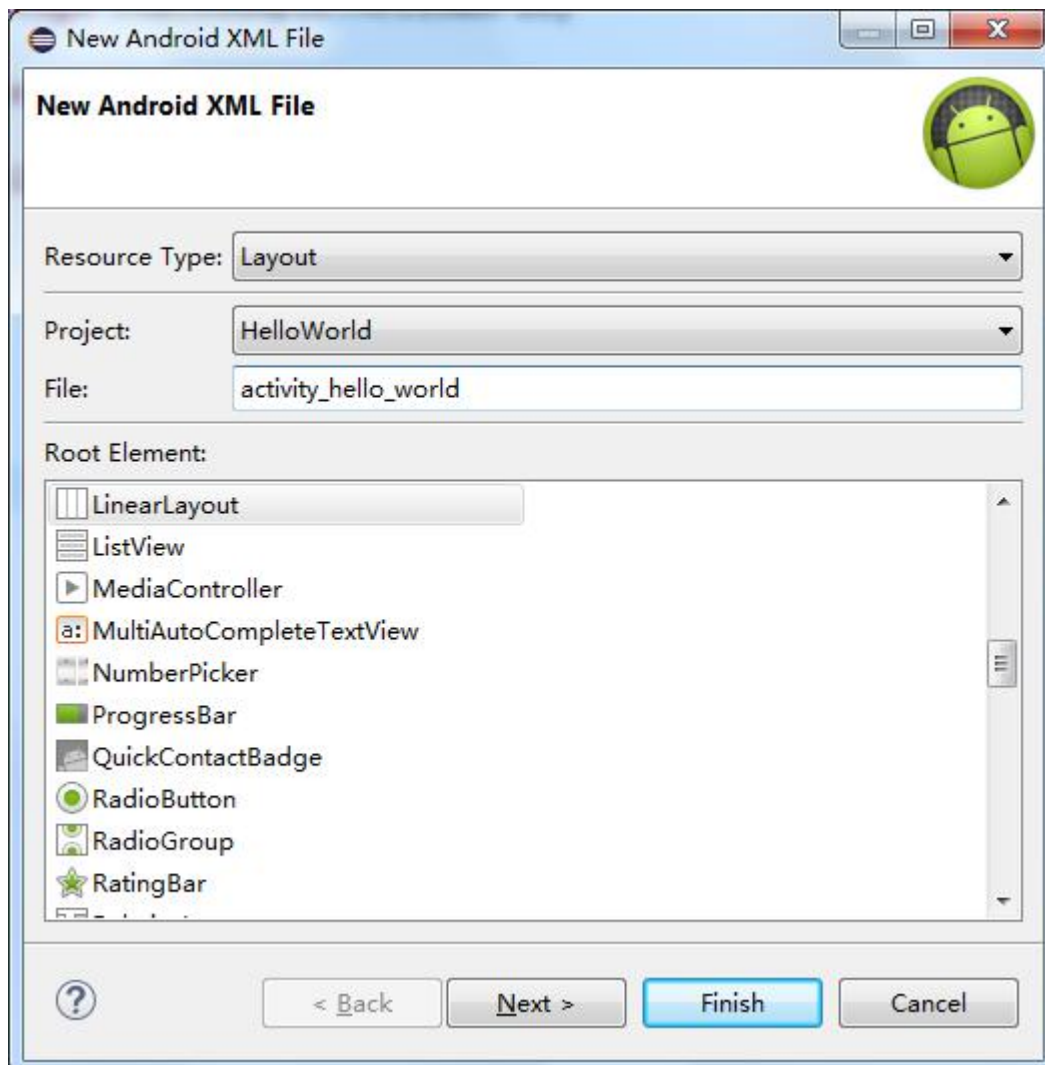 New Android XML File
New Android XML File
Resource Type: Layout
Project: HelloWorld
File: activity_hello_world
Root Element:
LinearLayout
ListView
MediaController
a: MultiAutoCompleteTextView
NumberPicker
ProgressBar
QuickContactBadge
RadioButton
RadioGroup
RatingBar
? < Back Next > Finish Cancel